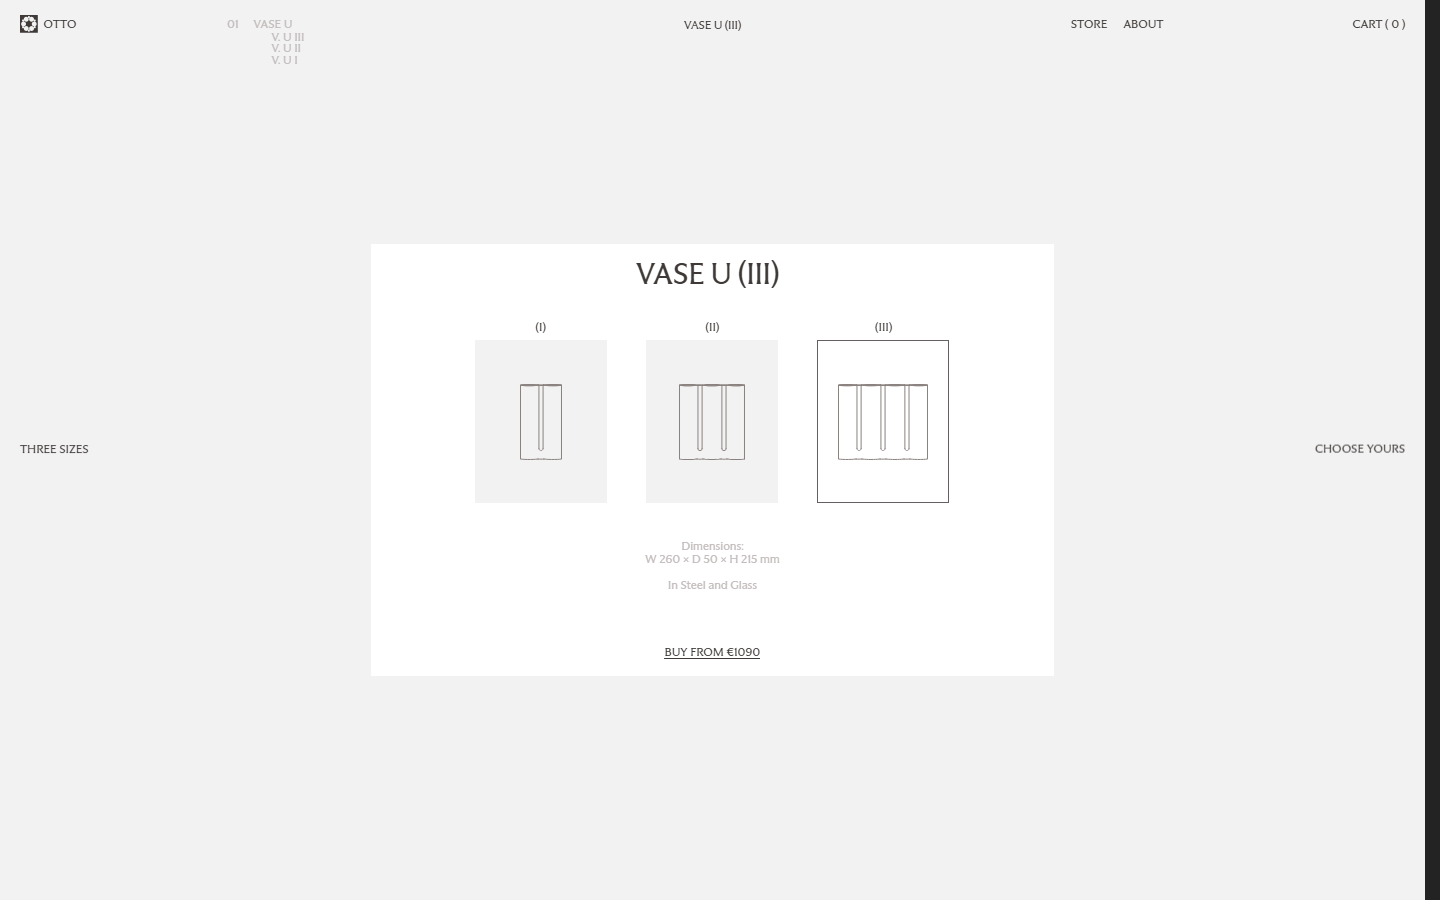 OTTO
01 VASE U
V. U III
V. U II
V. U I
VASE U (III)
STORE ABOUT
CART ( 0 )
VASE U (III)
(I) (II) (III)
THREE SIZES
CHOOSE YOURS
Dimensions:
W 260 × D 50 × H 215 mm
In Steel and Glass
BUY FROM €1090